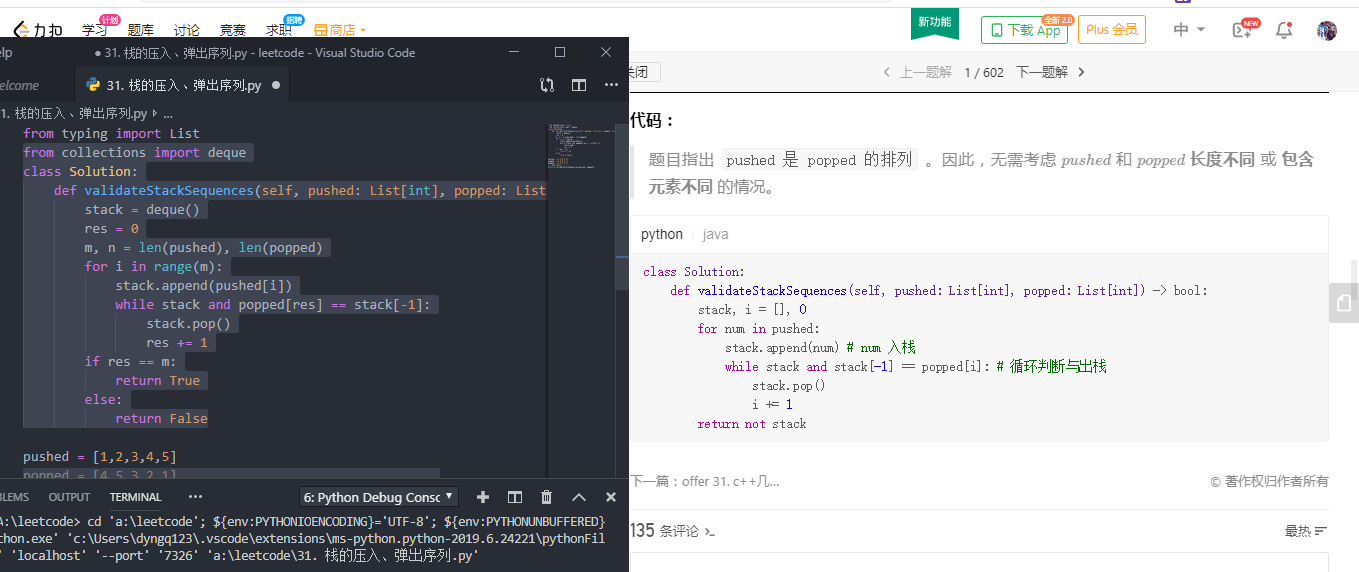 力扣 学习 计划 题库 讨论 竞赛 求职 招聘 商店
新功能 下载 App 全新 2.0 Plus 会员 中 NEW
elp ● 31. 栈的压入、弹出序列.py - leetcode - Visual Studio Code
elcome 31. 栈的压入、弹出序列.py ●
1. 栈的压入、弹出序列.py ...
from typing import List
from collections import deque
class Solution:
def validateStackSequences(self, pushed: List[int], popped: List
stack = deque()
res = 0
m, n = len(pushed), len(popped)
for i in range(m):
stack.append(pushed[i])
while stack and popped[res] == stack[-1]:
stack.pop()
res += 1
if res == m:
return True
else:
return False
pushed = [1,2,3,4,5]
popped = [4,5,3,2,1]
BLEMS OUTPUT TERMINAL ... 6: Python Debug Consc
A:\leetcode> cd 'a:\leetcode'; ${env:PYTHONIOENCODING}='UTF-8'; ${env:PYTHONUNBUFFERED}
thon.exe' 'c:\Users\dyngq123\.vscode\extensions\ms-python.python-2019.6.24221\pythonFil
' 'localhost' '--port' '7326' 'a:\leetcode\31. 栈的压入、弹出序列.py'
关闭 上一题解 1 / 602 下一题解
代码：
题目指出 pushed 是 popped 的排列 。因此，无需考虑 pushed 和 popped 长度不同 或 包含
元素不同 的情况。
python java
class Solution:
def validateStackSequences(self, pushed: List[int], popped: List[int]) -> bool:
stack, i = [], 0
for num in pushed:
stack.append(num) # num 入栈
while stack and stack[-1] == popped[i]: # 循环判断与出栈
stack.pop()
i += 1
return not stack
下一篇：offer 31. c++几... © 著作权归作者所有
135 条评论 最热